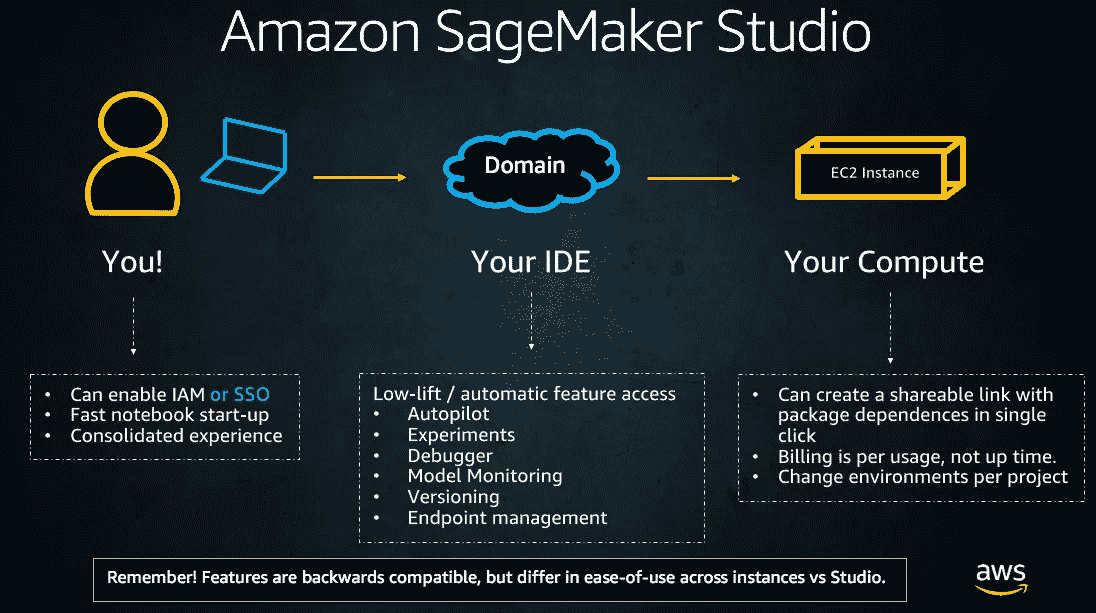 Amazon SageMaker Studio
Domain
EC2 Instance
You!
Your IDE
Your Compute
• Can enable IAM or SSO
• Fast notebook start-up
• Consolidated experience
Low-lift / automatic feature access
• Autopilot
• Experiments
• Debugger
• Model Monitoring
• Versioning
• Endpoint management
• Can create a shareable link with
package dependences in single
click
• Billing is per usage, not up time.
• Change environments per project
Remember! Features are backwards compatible, but differ in ease-of-use across instances vs Studio.
aws